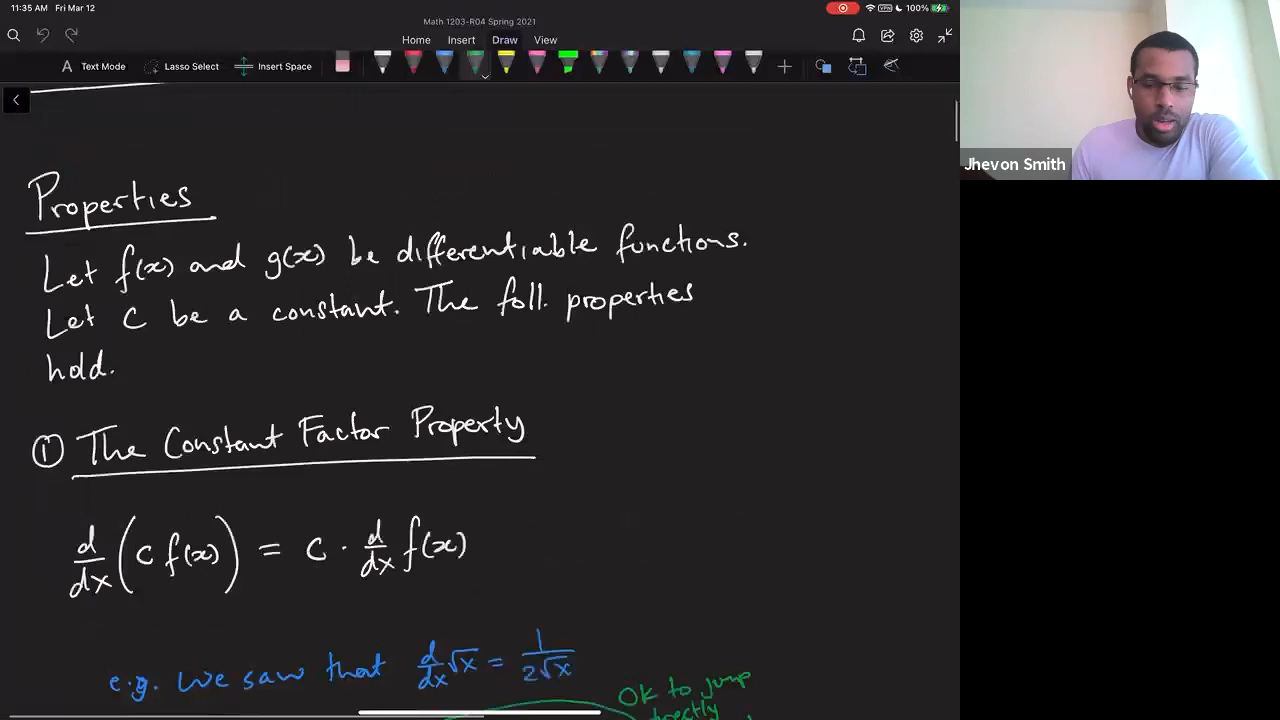 11:35 AM Fri Mar 12
100%
Math 1203-R04 Spring 2021
Home Insert Draw View
Text Mode Lasso Select Insert Space
Jhevon Smith
Properties
Let f(x) and g(x) be differentiable functions.
Let c be a constant. The foll. properties
hold.
① The Constant Factor Property
d/dx (c f(x)) = c · d/dx f(x)
e.g. We saw that d/dx √x = 1/(2√x)
OK to jump
directly